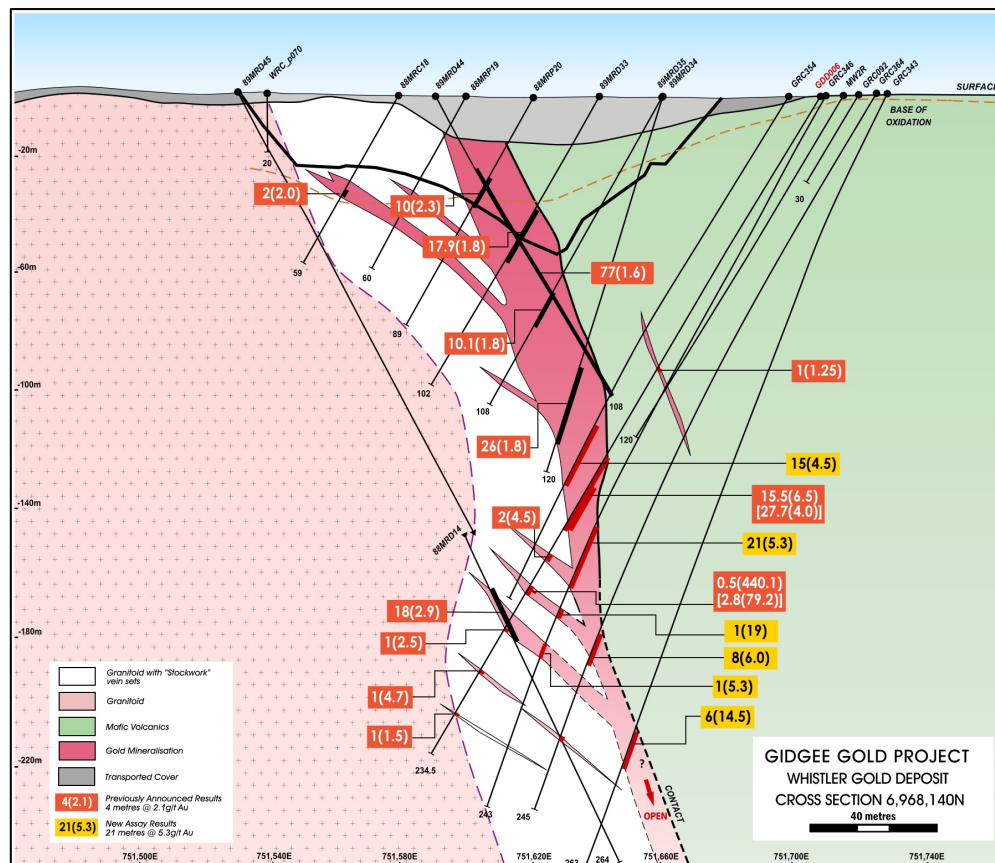 89MRD45
WRC_p070
88MRC18
89MRD44
88MRP19
88MRP20
89MRD33
89MRD35
89MRD34
GRC354
GDD006
GRC346
MW2R
GRC092
GRC364
GRC343
SURFACE
BASE OF
OXIDATION
-20m
20
2(2.0)
10(2.3)
30
17.9(1.8)
59
60
-60m
77(1.6)
89
10.1(1.8)
1(1.25)
-100m
102
108
108
26(1.8)
120
120
15(4.5)
15.5(6.5)
[27.7(4.0)]
-140m
2(4.5)
88MRD14
21(5.3)
0.5(440.1)
[2.8(79.2)]
18(2.9)
1(2.5)
1(19)
-180m
8(6.0)
1(5.3)
1(4.7)
6(14.5)
1(1.5)
234.5
-220m
?
OPEN
CONTACT
243
245
263
264
Granitoid with "Stockwork"
vein sets
Granitoid
Mafic Volcanics
Gold Mineralisation
Transported Cover
4(2.1)
Previously Announced Results
4 metres @ 2.1g/t Au
21(5.3)
New Assay Results
21 metres @ 5.3g/t Au
GIDGEE GOLD PROJECT
WHISTLER GOLD DEPOSIT
CROSS SECTION 6,968,140N
40 metres
751,500E
751,540E
751,580E
751,620E
751,660E
751,700E
751,740E